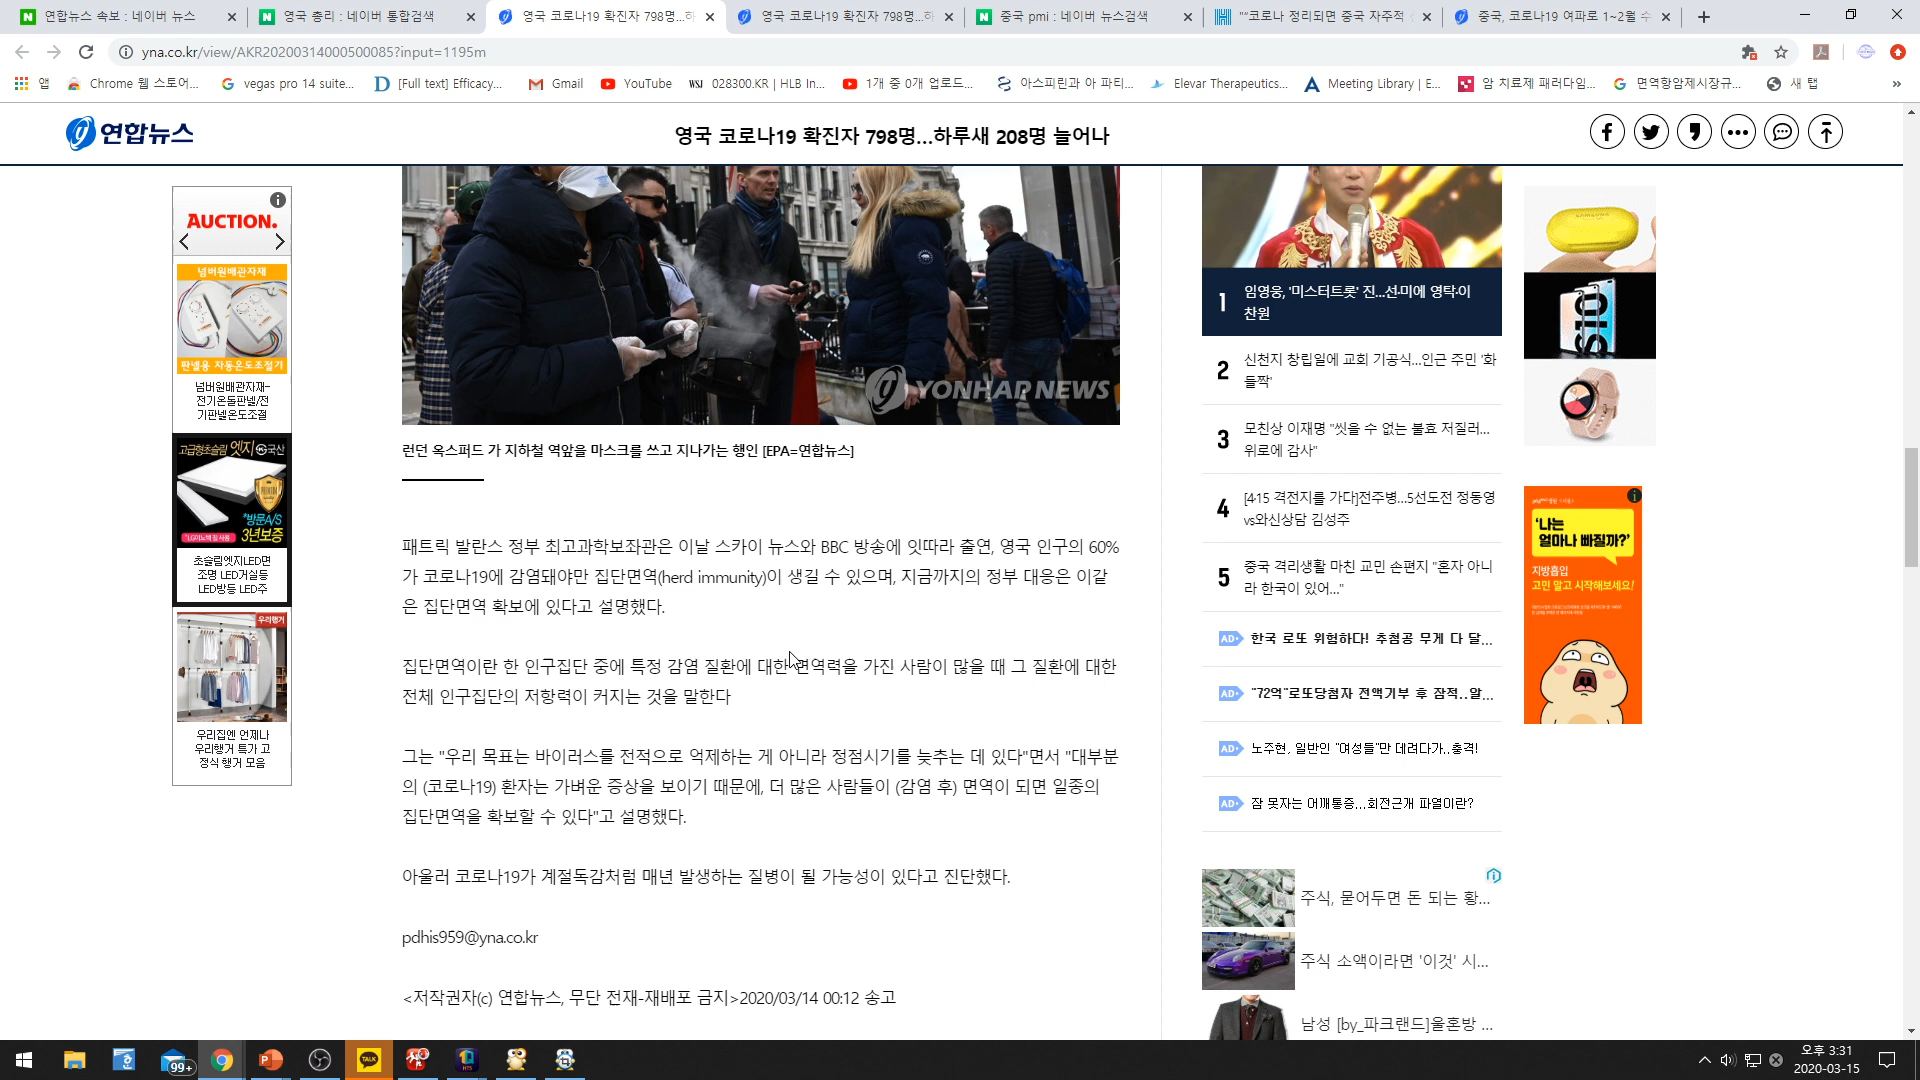 연합뉴스 속보 : 네이버 뉴스
영국 총리 : 네이버 통합검색
영국 코로나19 확진자 798명...하
영국 코로나19 확진자 798명...하
중국 pmi : 네이버 뉴스검색
"“코로나 정리되면 중국 자주적
중국, 코로나19 여파로 1~2월 수
yna.co.kr/view/AKR20200314000500085?input=1195m
앱
Chrome 웹 스토어...
vegas pro 14 suite...
[Full text] Efficacy...
Gmail
YouTube
WSJ 028300.KR | HLB In...
1개 중 0개 업로드...
아스피린과 아 파티...
Elevar Therapeutics...
Meeting Library | E...
암 치료제 패러다임...
면역항암제시장규...
새 탭
연합뉴스
영국 코로나19 확진자 798명...하루새 208명 늘어나
AUCTION.
넘버원배관자재
판넬용 자동온도조절기
넘버원배관자재-
전기온돌판넬/전
기판넬온도조절
고급형초슬림 엣지 국산
PREMIUM
*방문A/S
3년보증
초슬림엣지LED면
조명 LED거실등
LED방등 LED주
우리행거
우리집엔 언제나
우리행거 특가 고
정식 행거 모음
YONHAP NEWS
런던 옥스퍼드 가 지하철 역앞을 마스크를 쓰고 지나가는 행인 [EPA=연합뉴스]
패트릭 발란스 정부 최고과학보좌관은 이날 스카이 뉴스와 BBC 방송에 잇따라 출연, 영국 인구의 60%
가 코로나19에 감염돼야만 집단면역(herd immunity)이 생길 수 있으며, 지금까지의 정부 대응은 이같
은 집단면역 확보에 있다고 설명했다.
집단면역이란 한 인구집단 중에 특정 감염 질환에 대한 면역력을 가진 사람이 많을 때 그 질환에 대한
전체 인구집단의 저항력이 커지는 것을 말한다
그는 "우리 목표는 바이러스를 전적으로 억제하는 게 아니라 정점시기를 늦추는 데 있다"면서 "대부분
의 (코로나19) 환자는 가벼운 증상을 보이기 때문에, 더 많은 사람들이 (감염 후) 면역이 되면 일종의
집단면역을 확보할 수 있다"고 설명했다.
아울러 코로나19가 계절독감처럼 매년 발생하는 질병이 될 가능성이 있다고 진단했다.
pdhis959@yna.co.kr
<저작권자(c) 연합뉴스, 무단 전재-재배포 금지>2020/03/14 00:12 송고
1 임영웅, '미스터트롯' 진...선·미에 영탁·이
찬원
2 신천지 창립일에 교회 기공식...인근 주민 '화
들짝'
3 모친상 이재명 "씻을 수 없는 불효 저질러...
위로에 감사"
4 [4·15 격전지를 가다]전주병...5선도전 정동영
vs와신상담 김성주
5 중국 격리생활 마친 교민 손편지 "혼자 아니
라 한국이 있어..."
AD 한국 로또 위험하다! 추첨공 무게 다 달...
AD "72억"로또당첨자 전액기부 후 잠적..알...
AD 노주현, 일반인 "여성들"만 데려다가..충격!
AD 잠 못자는 어깨통증...회전근개 파열이란?
주식, 묻어두면 돈 되는 황...
주식 소액이라면 '이것' 시...
남성 [by_파크랜드]울혼방 ...
SAMSUNG
S10
'나는
얼마나 빠질까?'
지방흡입
고민 말고 시작해보세요!
99+
TALK
HTS
오후 3:31
2020-03-15